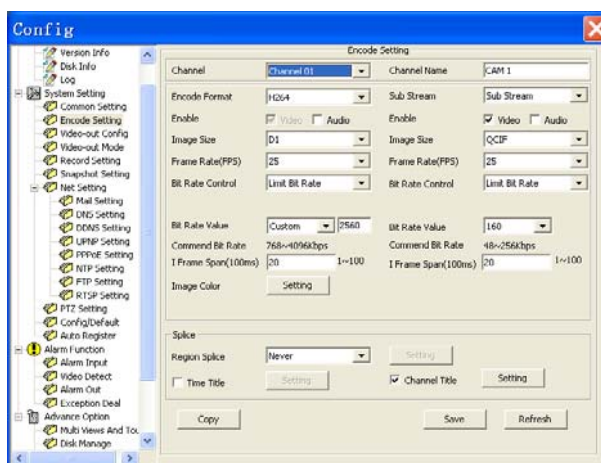 Config
Version Info
Disk Info
Log
System Setting
Common Setting
Encode Setting
Video-out Config
Video-out Mode
Record Setting
Snapshot Setting
Net Setting
Mail Setting
DNS Setting
DDNS Setting
UPNP Setting
PPPoE Setting
NTP Setting
FTP Setting
RTSP Setting
PTZ Setting
Config/Default
Auto Register
Alarm Function
Alarm Input
Video Detect
Alarm Out
Exception Deal
Advance Option
Multi Views And Tou
Disk Manage
Encode Setting
Channel Channel 01 Channel Name CAM 1
Encode Format H264 Sub Stream Sub Stream
Enable Video Audio Enable Video Audio
Image Size D1 Image Size QCIF
Frame Rate(FPS) 25 Frame Rate(FPS) 25
Bit Rate Control Limit Bit Rate Bit Rate Control Limit Bit Rate
Bit Rate Value Custom 2560 Bit Rate Value 160
Commend Bit Rate 768~4096Kbps Commend Bit Rate 48~256Kbps
I Frame Span(100ms) 20 1~100 I Frame Span(100ms) 20 1~100
Image Color Setting
Splice
Region Splice Never Setting
Time Title Setting Channel Title Setting
Copy Save Refresh